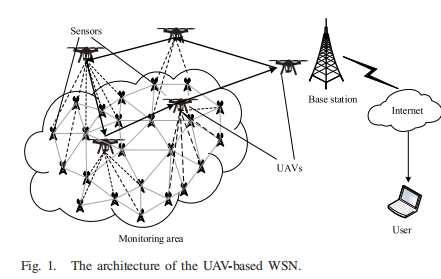 Sensors
Base station
Internet
UAVs
User
Monitoring area
Fig. 1. The architecture of the UAV-based WSN.